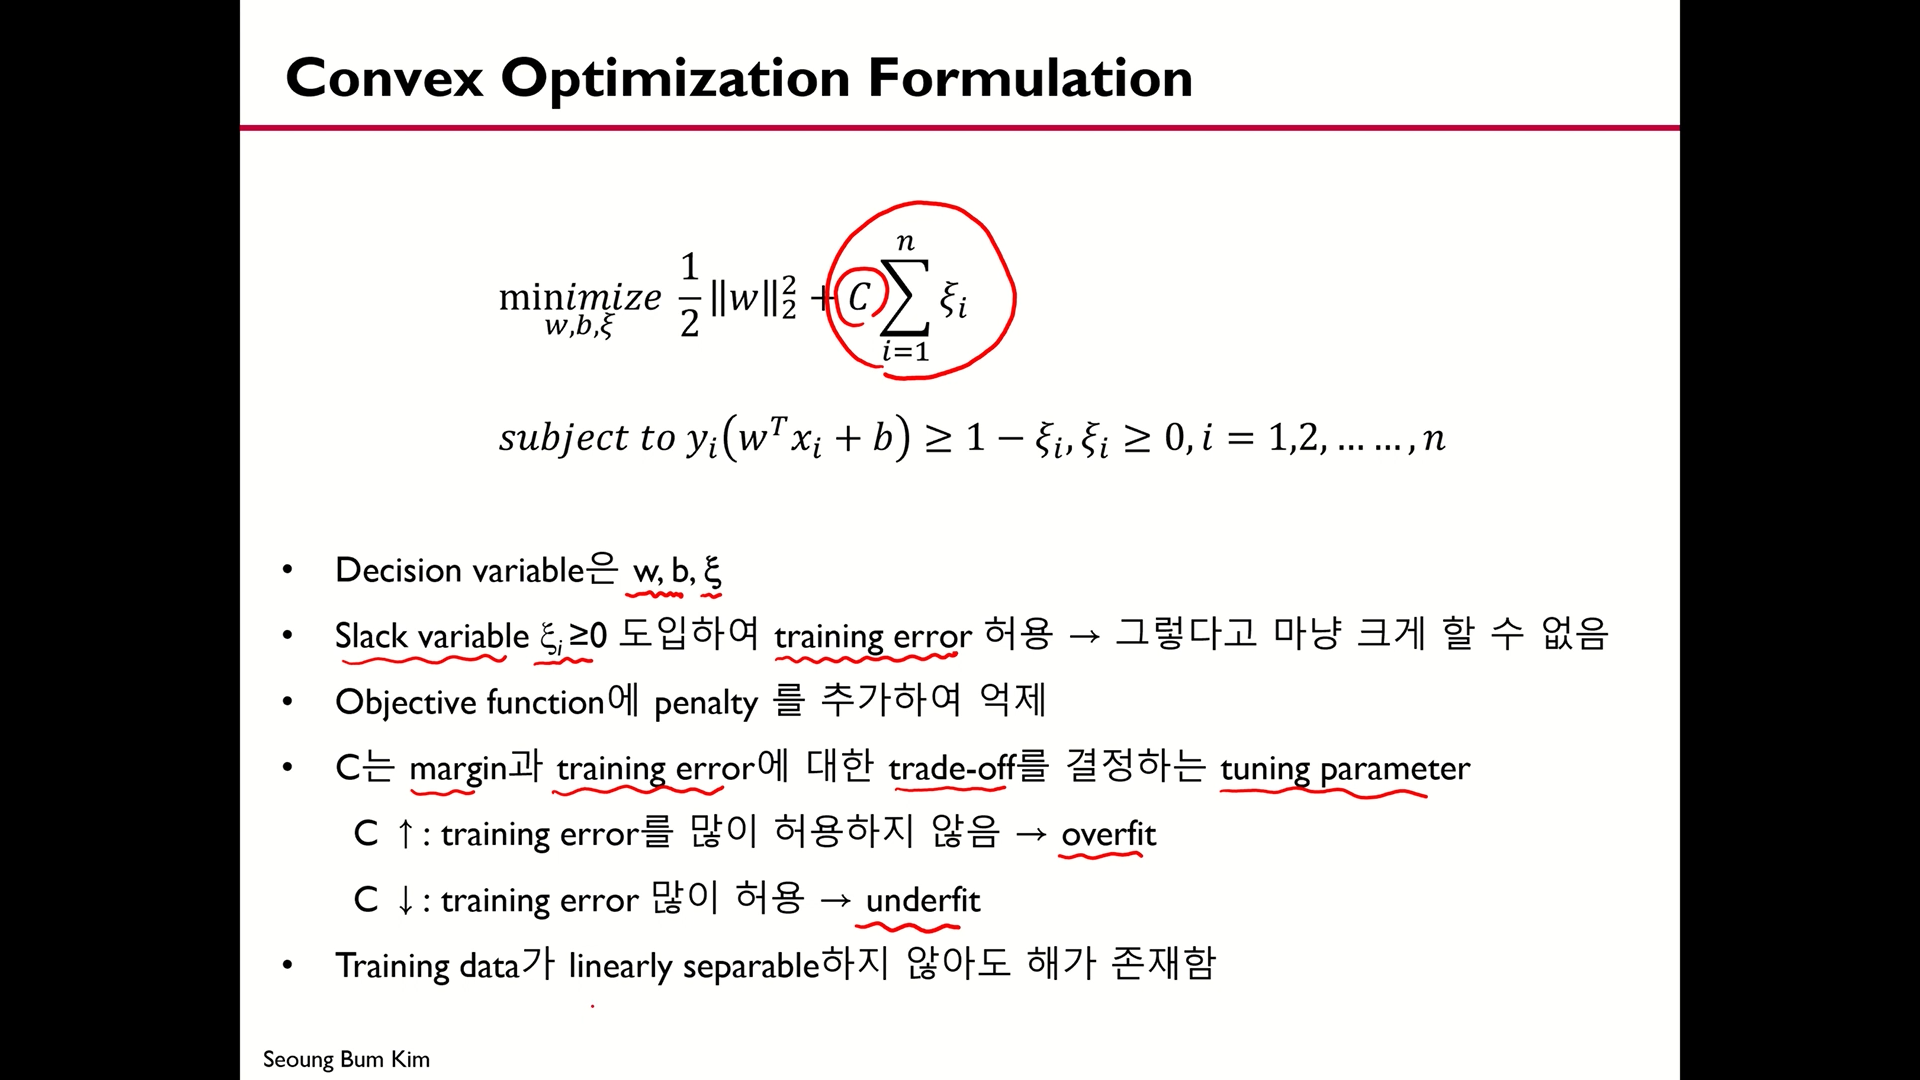 Convex Optimization Formulation
minimize 1/2 ‖w‖₂² + C ∑ ξᵢ
w,b,ξ
n
i=1
subject to yᵢ(wᵀxᵢ + b) ≥ 1 − ξᵢ, ξᵢ ≥ 0, i = 1,2, … … , n
• Decision variable은 w, b, ξ
• Slack variable ξᵢ ≥0 도입하여 training error 허용 → 그렇다고 마냥 크게 할 수 없음
• Objective function에 penalty 를 추가하여 억제
• C는 margin과 training error에 대한 trade-off를 결정하는 tuning parameter
C ↑ : training error를 많이 허용하지 않음 → overfit
C ↓ : training error 많이 허용 → underfit
• Training data가 linearly separable하지 않아도 해가 존재함
Seoung Bum Kim